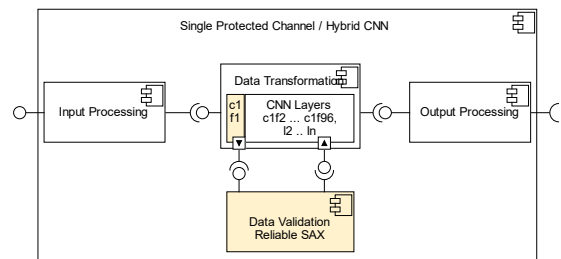 Single Protected Channel / Hybrid CNN
Input Processing
Data Transformation
c1
f1
CNN Layers
c1f2 ... c1f96,
l2 .. ln
Output Processing
Data Validation
Reliable SAX